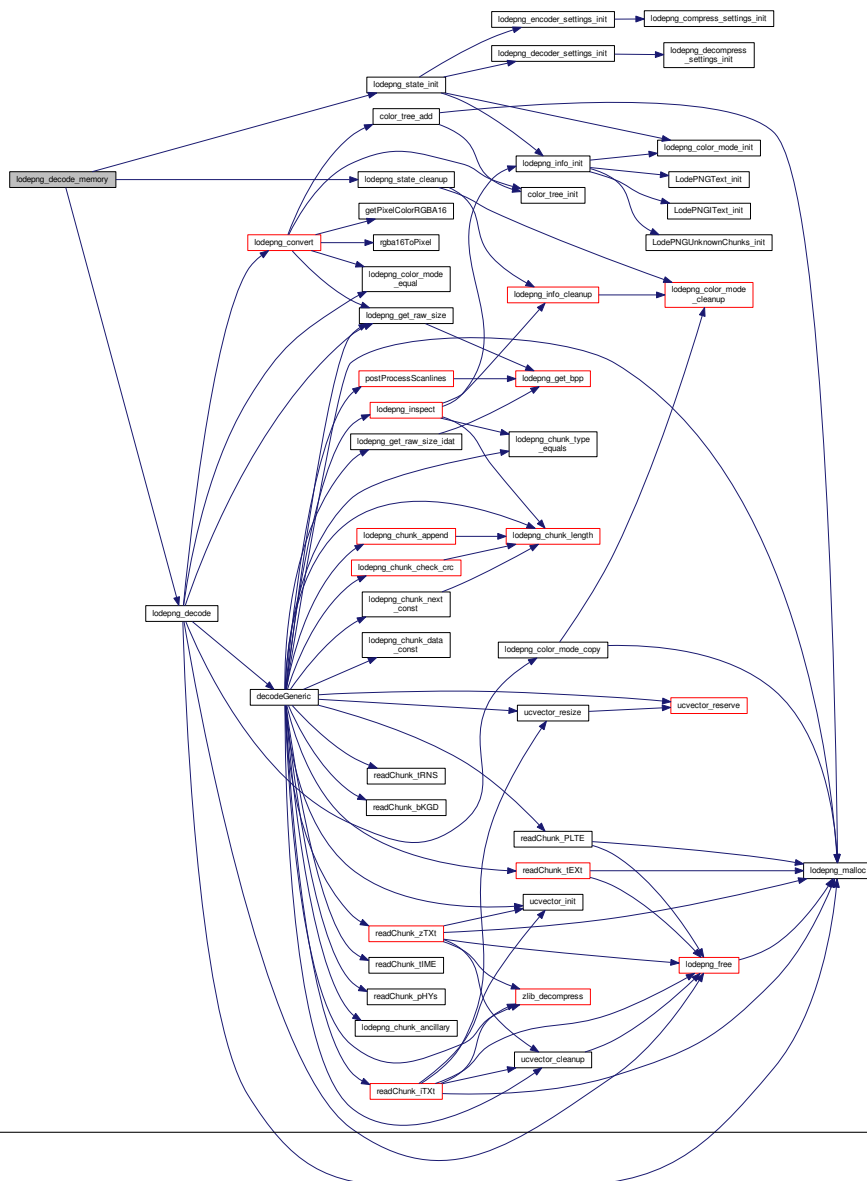 lodepng_encoder_settings_init
lodepng_compress_settings_init
lodepng_decoder_settings_init
lodepng_decompress
_settings_init
lodepng_state_init
color_tree_add
lodepng_color_mode_init
lodepng_info_init
lodepng_decode_memory
lodepng_state_cleanup
LodePNGText_init
color_tree_init
getPixelColorRGBA16
LodePNGIText_init
lodepng_convert
rgba16ToPixel
LodePNGUnknownChunks_init
lodepng_color_mode
_equal
lodepng_info_cleanup
lodepng_color_mode
_cleanup
lodepng_get_raw_size
postProcessScanlines
lodepng_get_bpp
lodepng_inspect
lodepng_get_raw_size_idat
lodepng_chunk_type
_equals
lodepng_chunk_append
lodepng_chunk_length
lodepng_chunk_check_crc
lodepng_chunk_next
_const
lodepng_decode
lodepng_chunk_data
_const
lodepng_color_mode_copy
decodeGeneric
ucvector_resize
ucvector_reserve
readChunk_tRNS
readChunk_bKGD
readChunk_PLTE
readChunk_tEXt
lodepng_malloc
ucvector_init
readChunk_zTXt
readChunk_tIME
lodepng_free
readChunk_pHYs
zlib_decompress
lodepng_chunk_ancillary
ucvector_cleanup
readChunk_iTXt